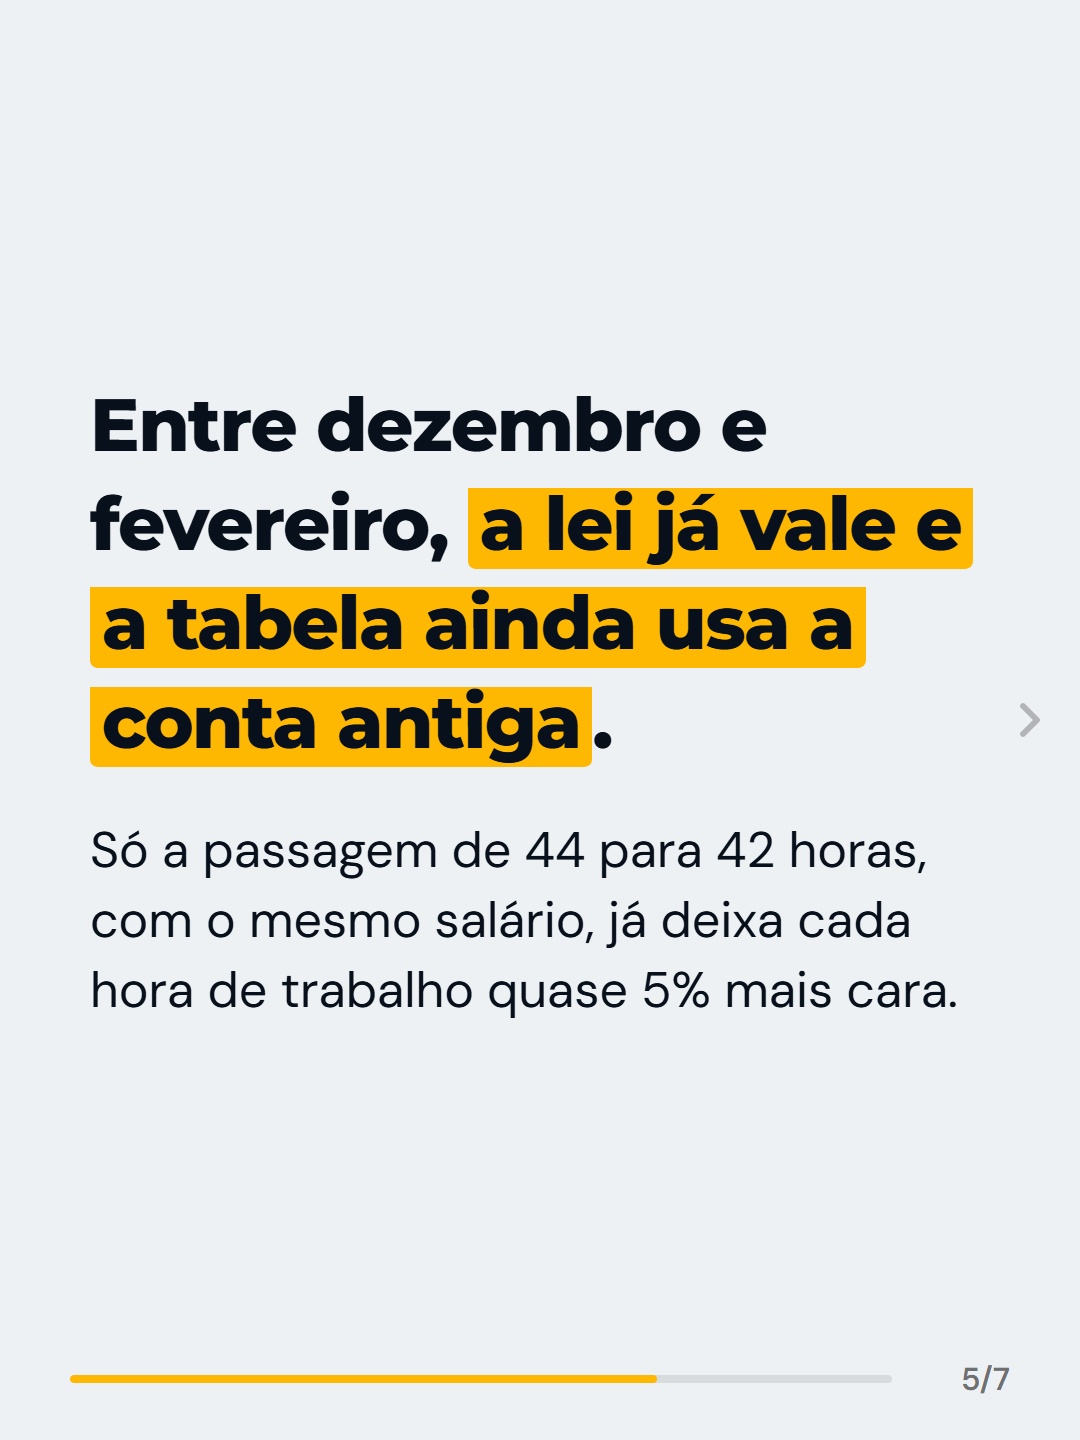 Entre dezembro e
fevereiro, a lei já vale e
a tabela ainda usa a
conta antiga.
Só a passagem de 44 para 42 horas,
com o mesmo salário, já deixa cada
hora de trabalho quase 5% mais cara.
5/7